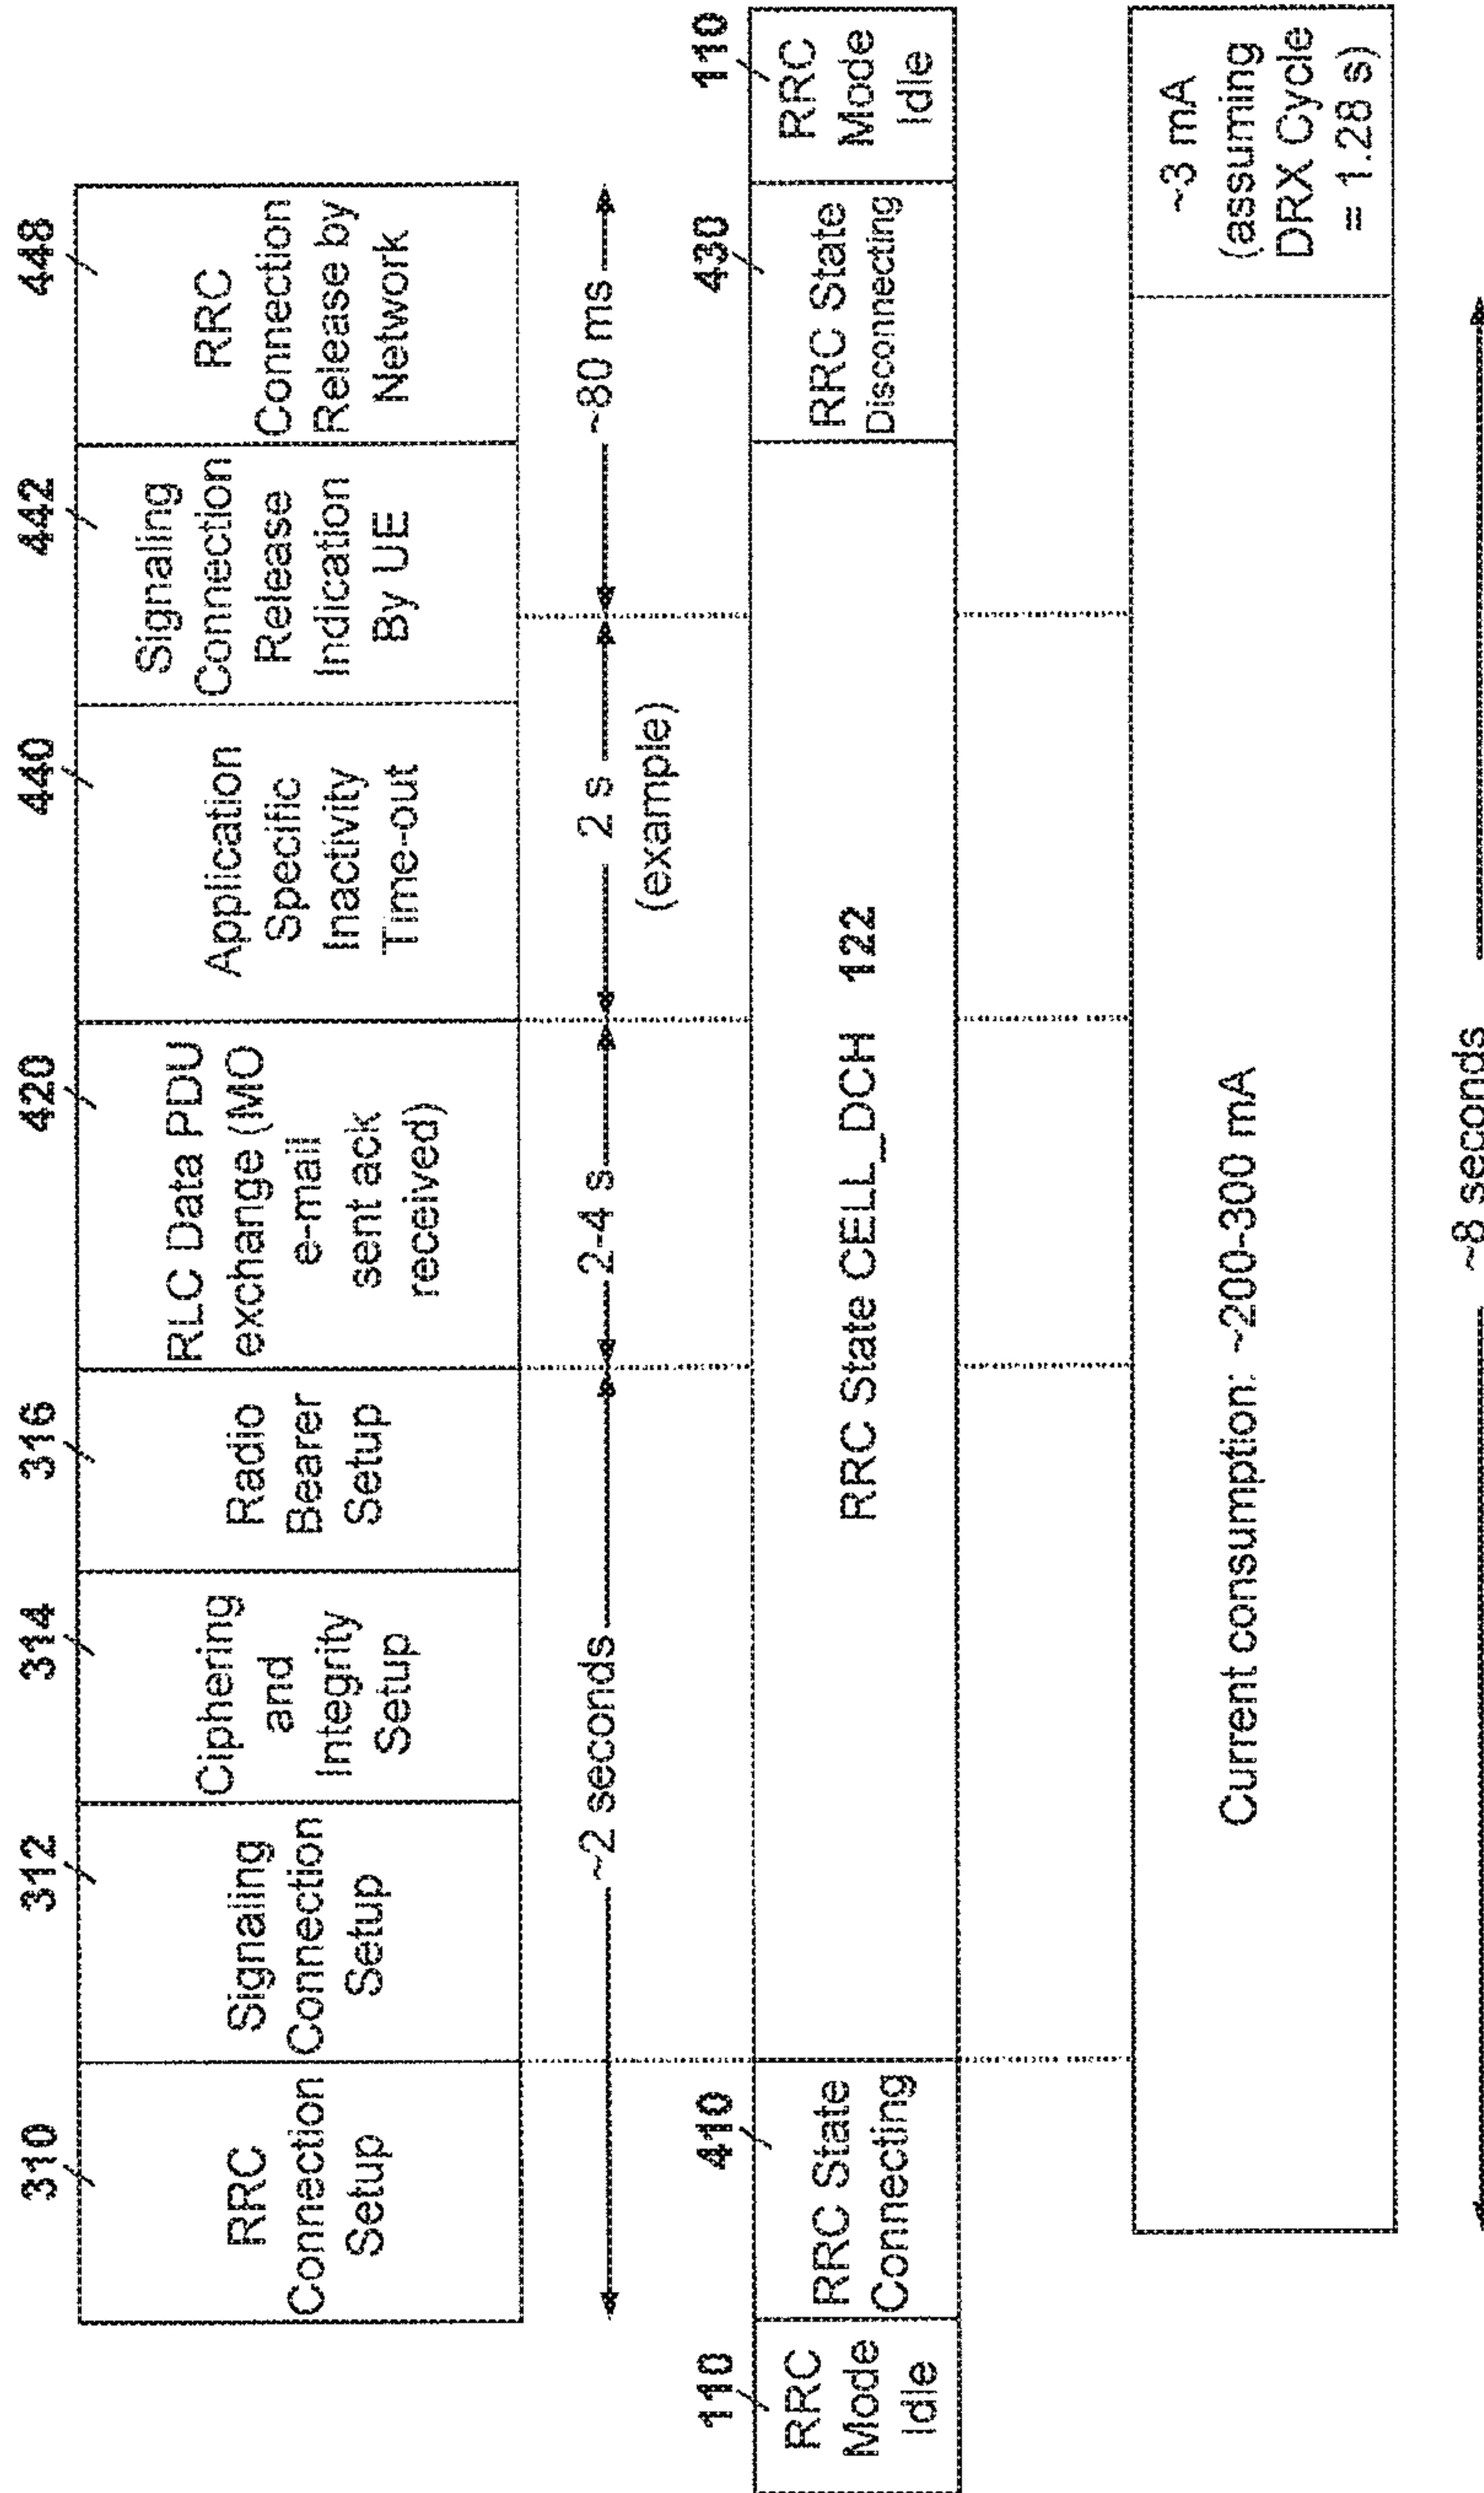 310
312
314
316
420
440
442
448
RRC
Connection
Setup
Signaling
Connection
Setup
Ciphering
and
Integrity
Setup
Radio
Bearer
Setup
RLC Data PDU
exchange (MO
e-mail
sent ack
received)
Application
Specific
Inactivity
Time-out
Signaling
Connection
Release
Indication
By UE
RRC
Connection
Release by
Network
~2 seconds
2-4 s
2 s
(example)
~80 ms
110
410
430
110
RRC
Mode
Idle
RRC State
Connecting
RRC State CELL_DCH 122
RRC State
Disconnecting
RRC
Mode
Idle
Current consumption: ~200-300 mA
~3 mA
(assuming
DRX Cycle
= 1.28 s)
~8 seconds